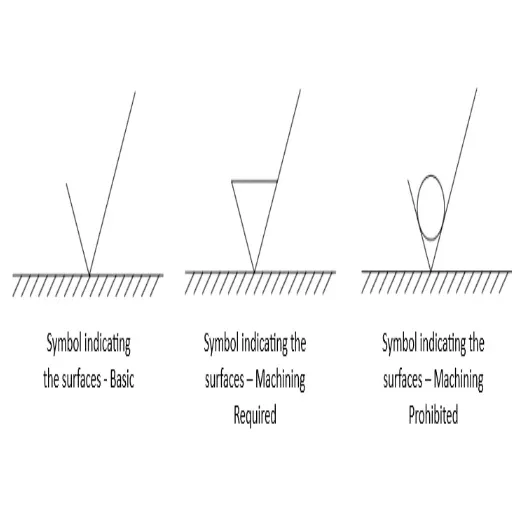 Symbol indicating
the surfaces - Basic
Symbol indicating the
surfaces – Machining
Required
Symbol indicating the
surfaces – Machining
Prohibited